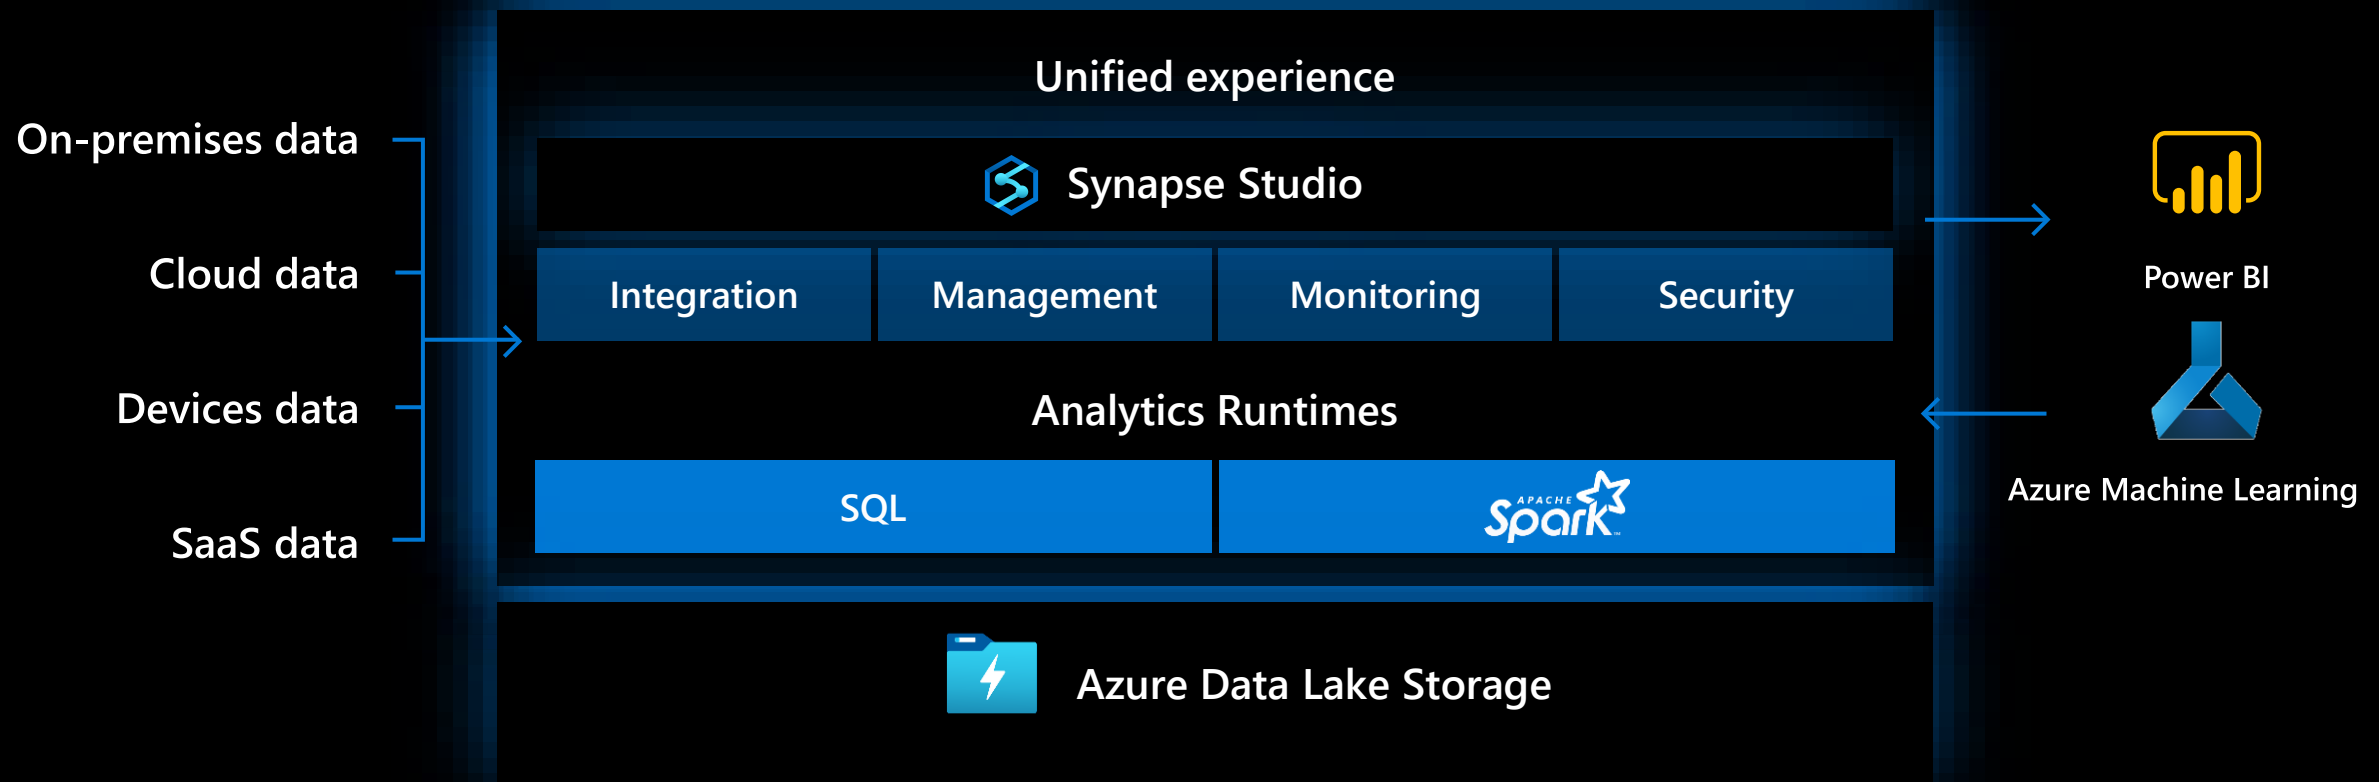 On-premises data
Cloud data
Devices data
SaaS data
Unified experience
Synapse Studio
Integration
Management
Monitoring
Security
Analytics Runtimes
SQL
APACHE
Spark™
Azure Data Lake Storage
Power BI
Azure Machine Learning